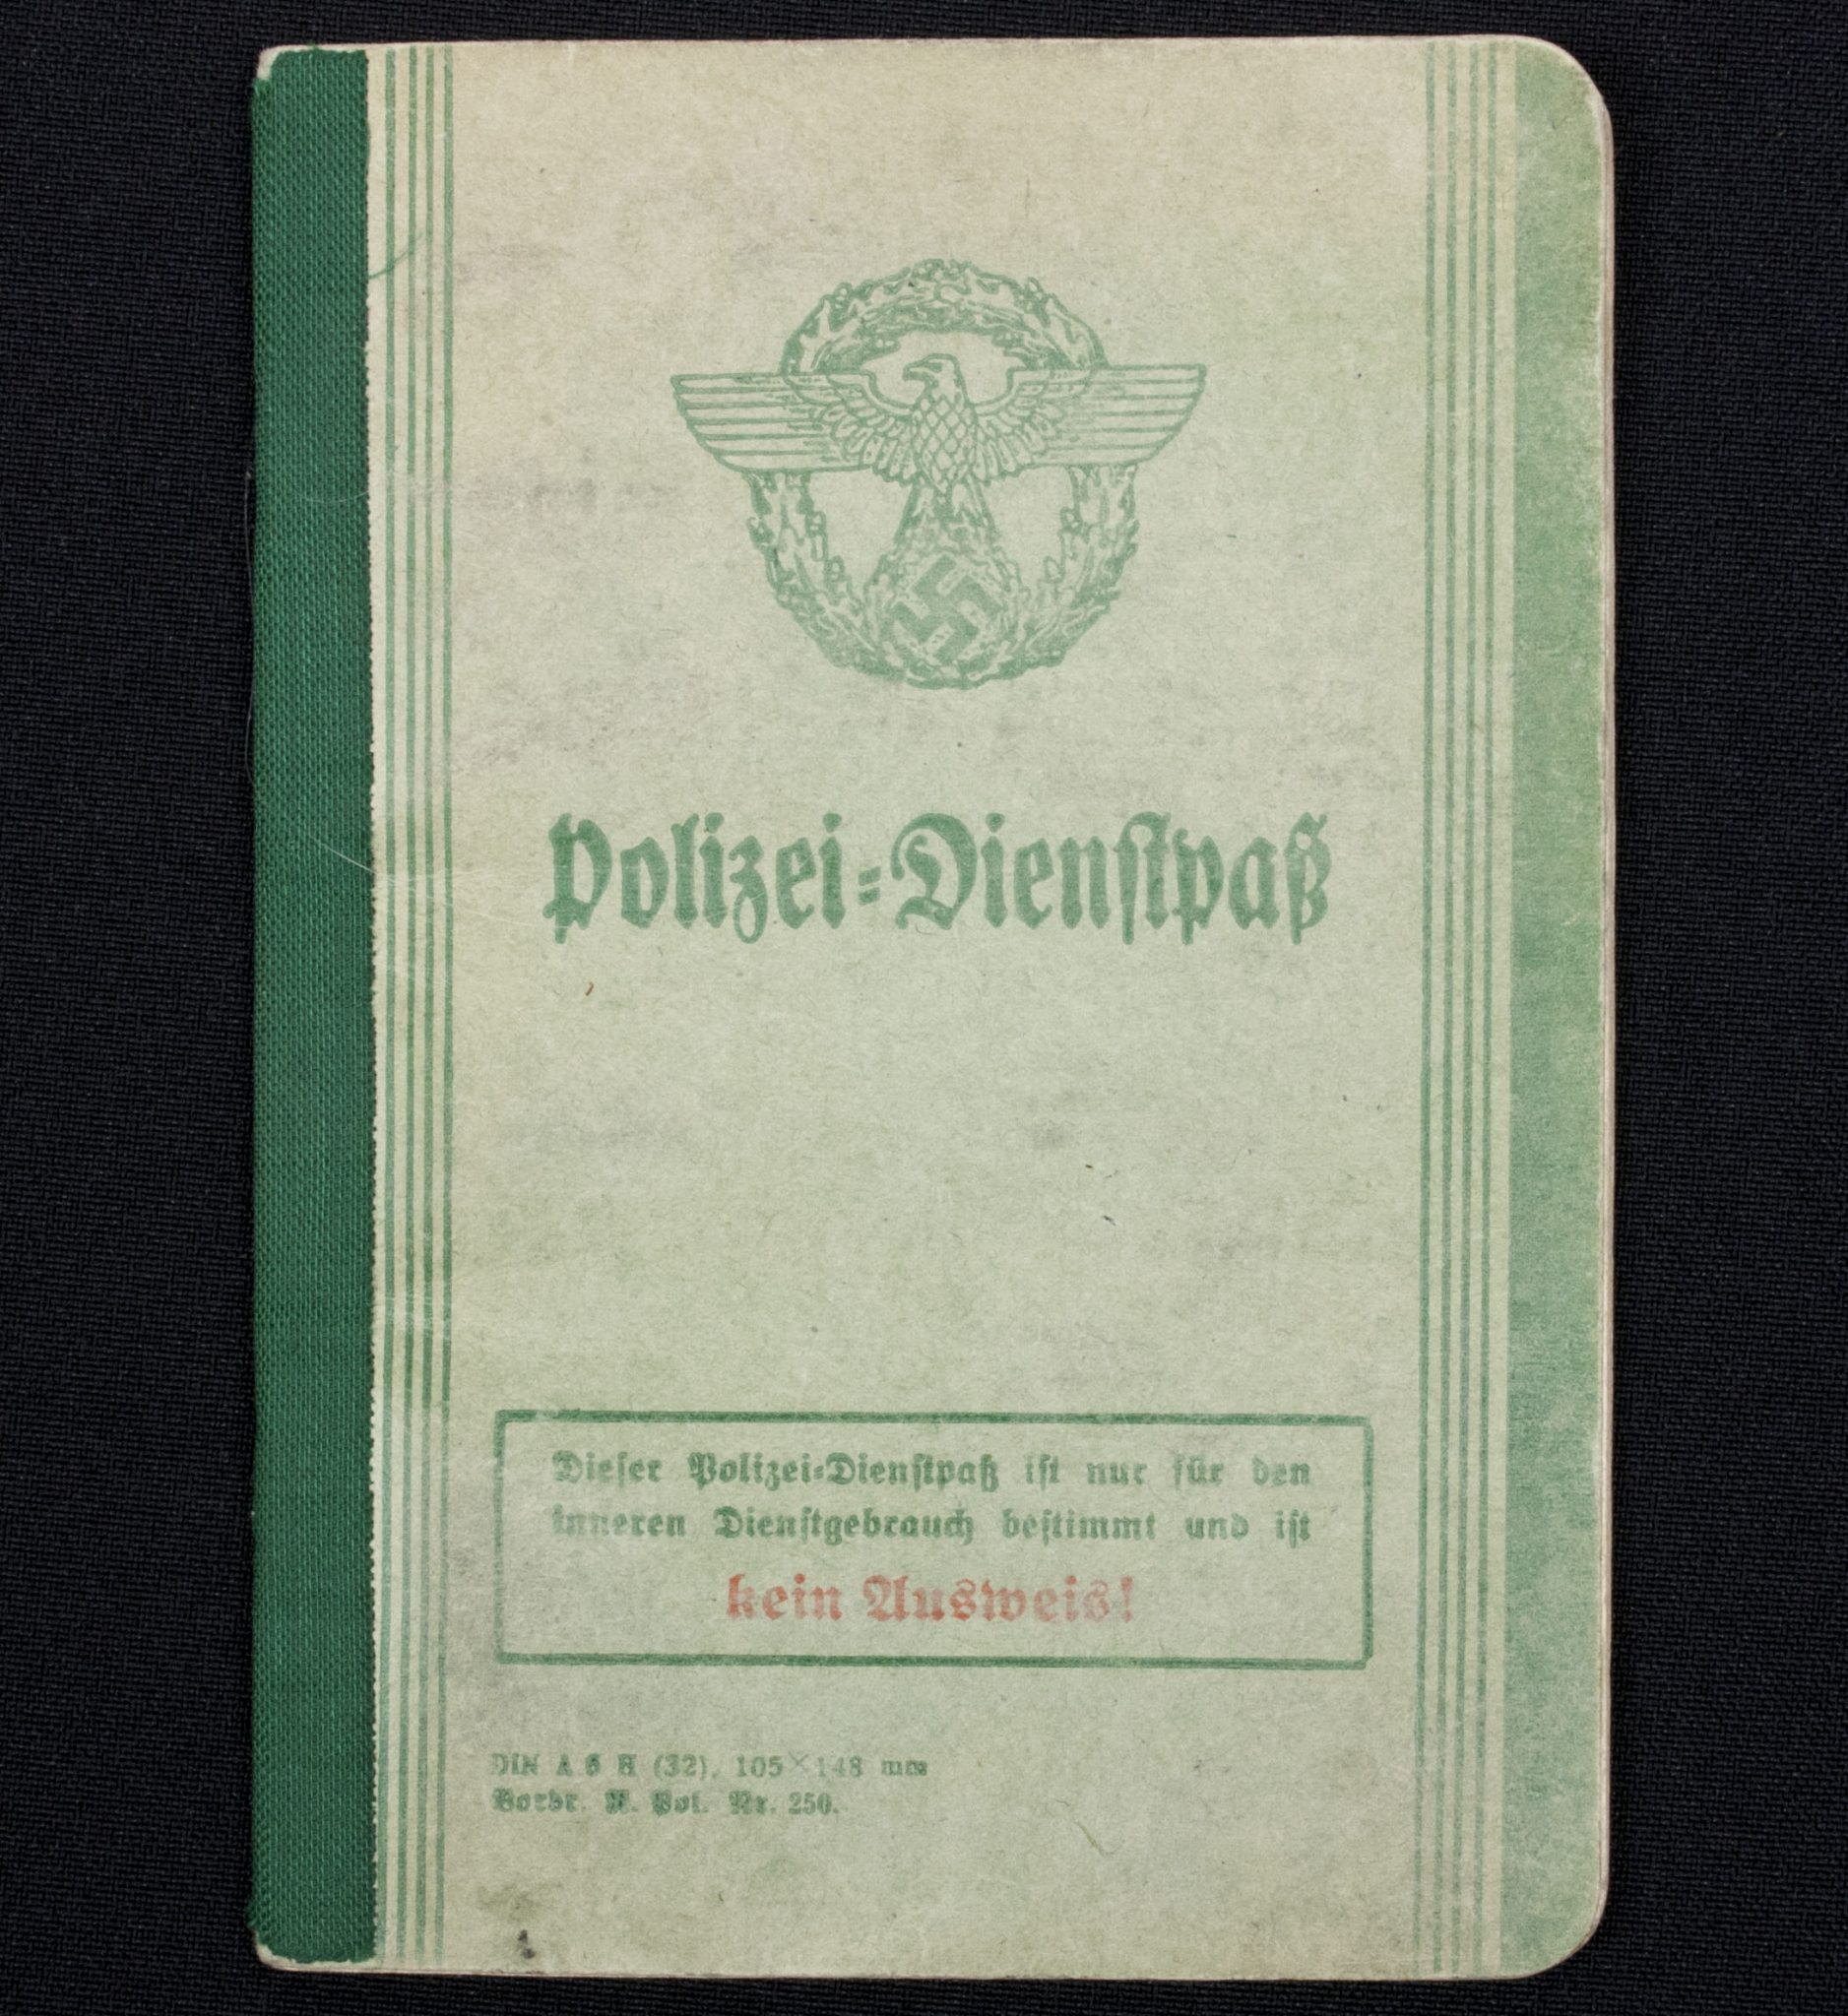 Polizei=Dienstpaß
Dieser Polizei=Dienstpaß ist nur für den
inneren Dienstgebrauch bestimmt und ist
kein Ausweis!
DIN A 6 H (32). 105×148 mm
Vordr. R. Pol. Nr. 250.